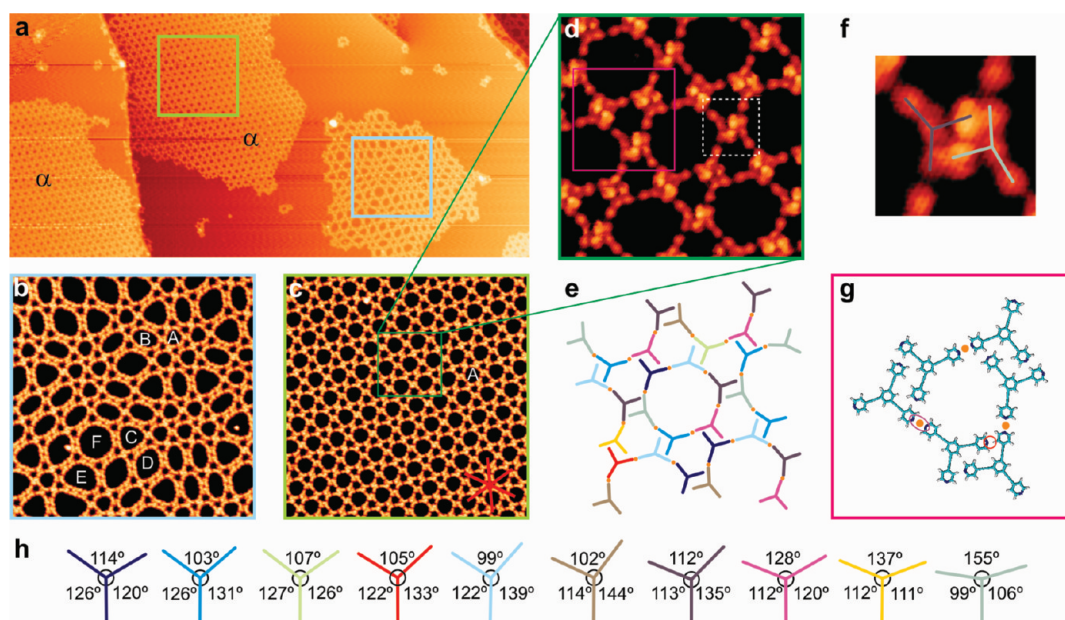 a
α
α
d
f
b
B A
F C
E D
c
A
e
g
h
114º 103º 107º 105º 99º 102º 112º 128º 137º 155º
126º 120º 126º 131º 127º 126º 122º 133º 122º 139º 114º 144º 113º 135º 112º 120º 112º 111º 99º 106º